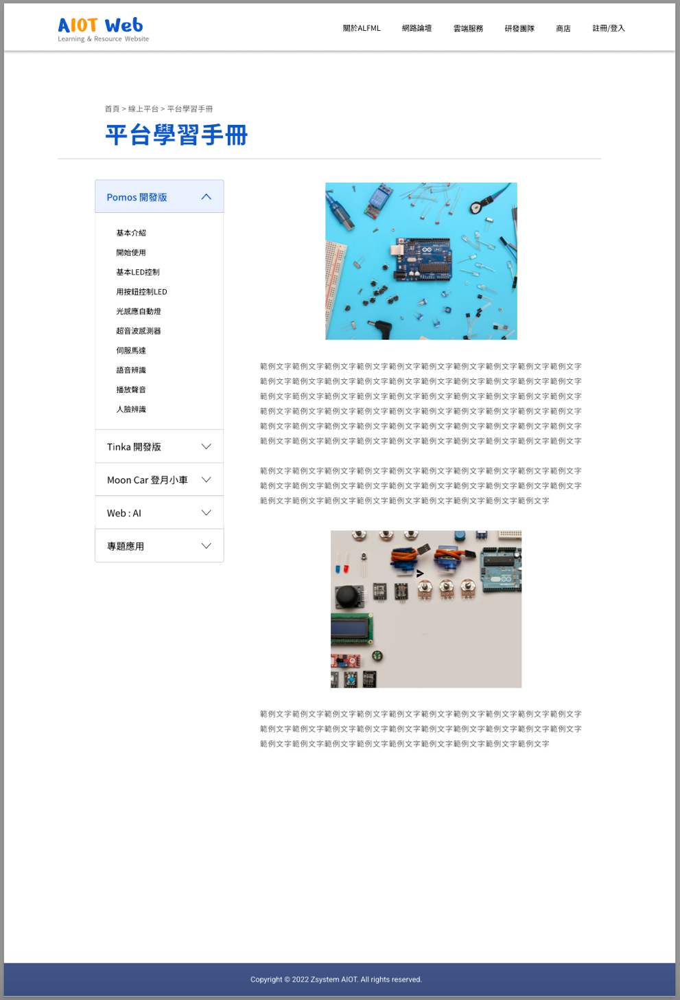 AIOT Web
Learning & Resource Website
關於ALFML 網路論壇 雲端服務 研發團隊 商店 註冊/登入
首頁 > 線上平台 > 平台學習手冊
平台學習手冊
Pomos 開發版
基本介紹
開始使用
基本LED控制
用按鈕控制LED
光感應自動燈
超音波感測器
伺服馬達
語音辨識
播放聲音
人臉辨識
Tinka 開發版
Moon Car 登月小車
Web : AI
專題應用
範例文字範例文字範例文字範例文字範例文字範例文字範例文字範例文字範例文字範例文字
範例文字範例文字範例文字範例文字範例文字範例文字範例文字範例文字範例文字範例文字
範例文字範例文字範例文字範例文字範例文字範例文字範例文字範例文字範例文字範例文字
範例文字範例文字範例文字範例文字範例文字範例文字範例文字範例文字範例文字範例文字
範例文字範例文字範例文字範例文字範例文字範例文字範例文字範例文字範例文字範例文字
範例文字範例文字範例文字範例文字範例文字範例文字範例文字範例文字範例文字範例文字
範例文字範例文字範例文字範例文字範例文字範例文字範例文字範例文字範例文字範例文字
範例文字範例文字範例文字範例文字範例文字範例文字範例文字範例文字範例文字範例文字
範例文字範例文字範例文字範例文字範例文字範例文字範例文字範例文字範例文字
範例文字範例文字範例文字範例文字範例文字範例文字範例文字範例文字範例文字範例文字
範例文字範例文字範例文字範例文字範例文字範例文字範例文字範例文字範例文字範例文字
範例文字範例文字範例文字範例文字範例文字範例文字範例文字範例文字範例文字
Copyright © 2022 Zsystem AIOT. All rights reserved.